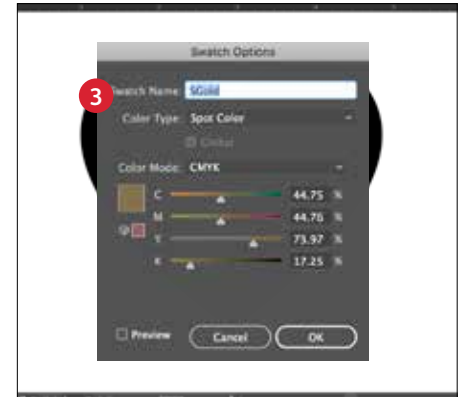 Swatch Options
3
Swatch Name: SGold
Color Type: Spot Color
Global
Color Mode: CMYK
C 44.75 %
M 44.76 %
Y 73.97 %
K 17.25 %
Preview
Cancel
OK